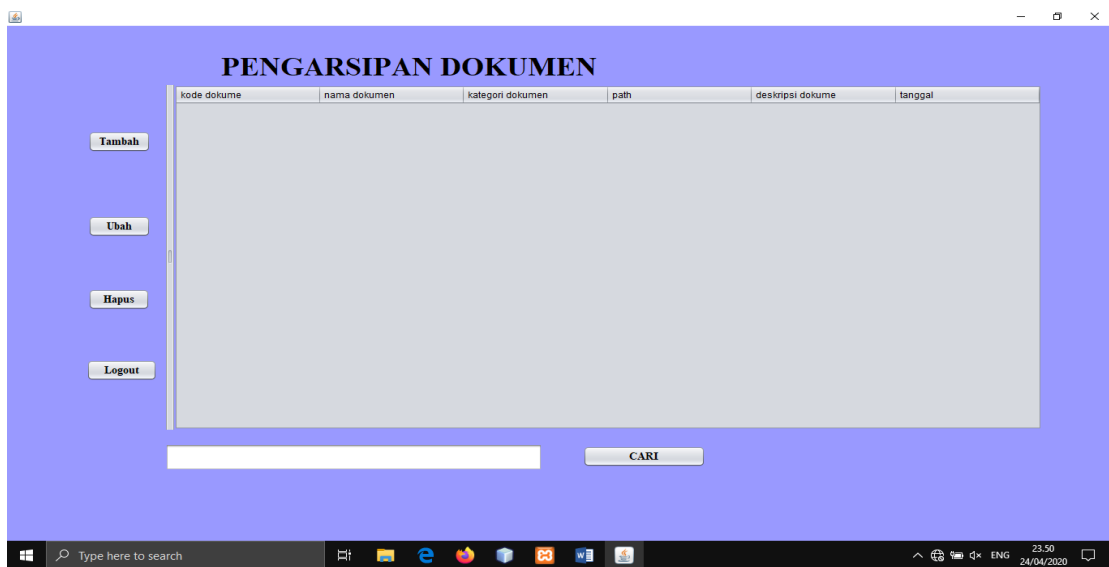 PENGARSIPAN DOKUMEN
kode dokume nama dokumen kategori dokumen path deskripsi dokume tanggal
Tambah
Ubah
Hapus
Logout
CARI
Type here to search
ENG 23.50
24/04/2020